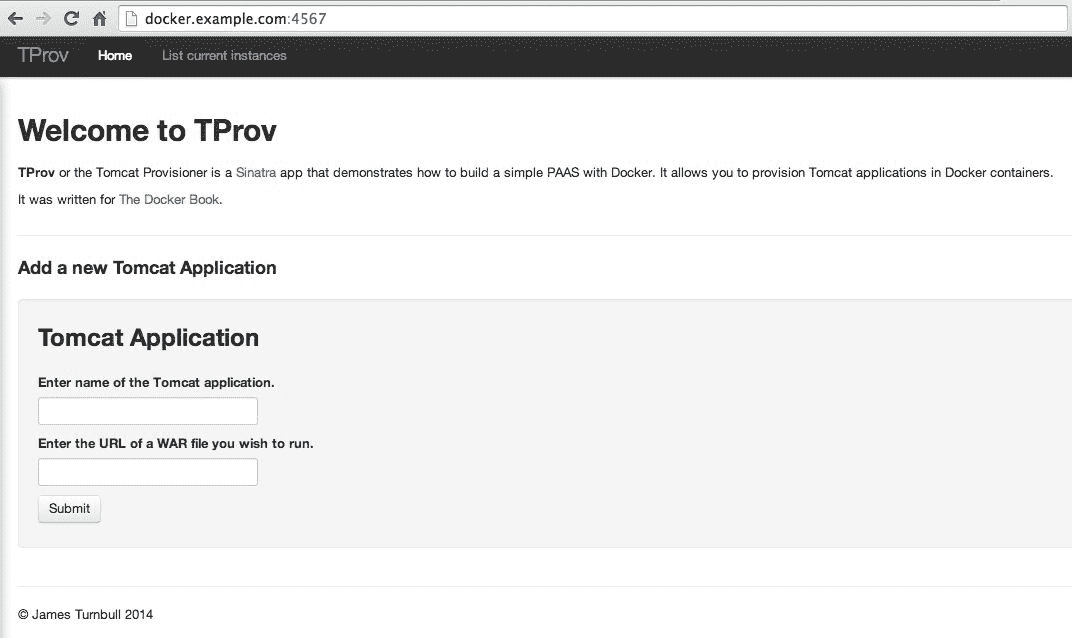 docker.example.com:4567
TProv Home List current instances
Welcome to TProv
TProv or the Tomcat Provisioner is a Sinatra app that demonstrates how to build a simple PAAS with Docker. It allows you to provision Tomcat applications in Docker containers.
It was written for The Docker Book.
Add a new Tomcat Application
Tomcat Application
Enter name of the Tomcat application.
Enter the URL of a WAR file you wish to run.
Submit
© James Turnbull 2014